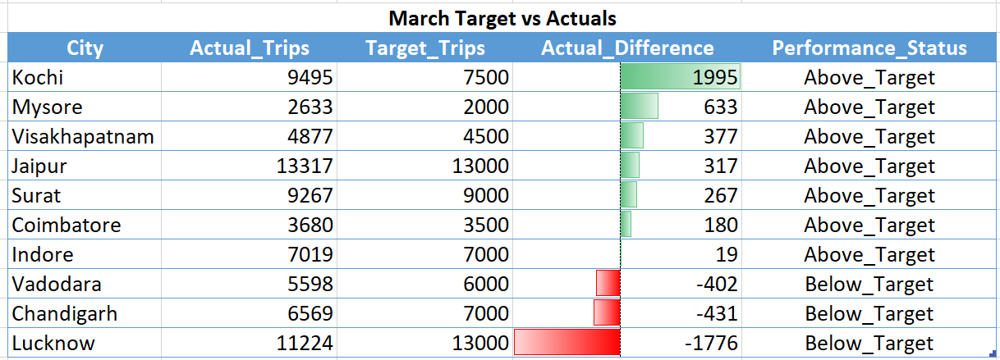 March Target vs Actuals
City Actual_Trips Target_Trips Actual_Difference Performance_Status
Kochi 9495 7500 1995 Above_Target
Mysore 2633 2000 633 Above_Target
Visakhapatnam 4877 4500 377 Above_Target
Jaipur 13317 13000 317 Above_Target
Surat 9267 9000 267 Above_Target
Coimbatore 3680 3500 180 Above_Target
Indore 7019 7000 19 Above_Target
Vadodara 5598 6000 -402 Below_Target
Chandigarh 6569 7000 -431 Below_Target
Lucknow 11224 13000 -1776 Below_Target